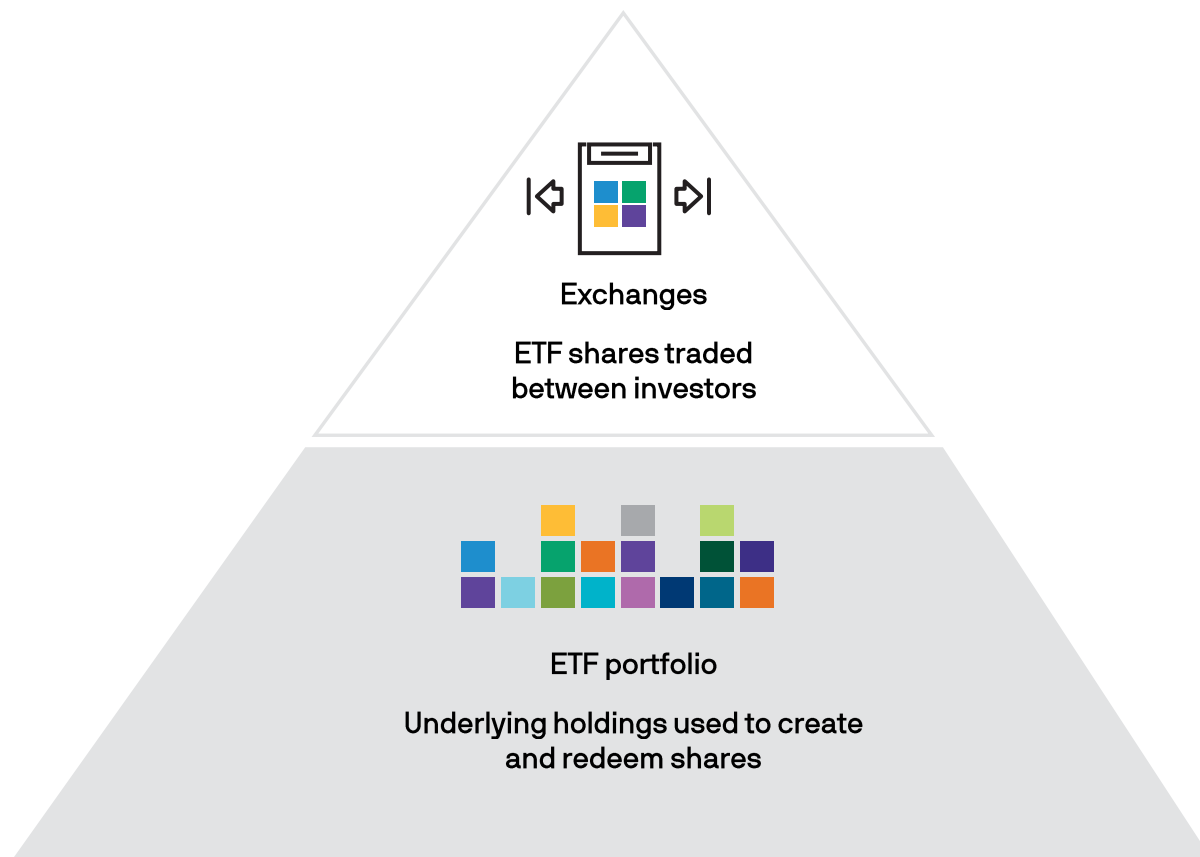 Exchanges
ETF shares traded
between investors
ETF portfolio
Underlying holdings used to create
and redeem shares